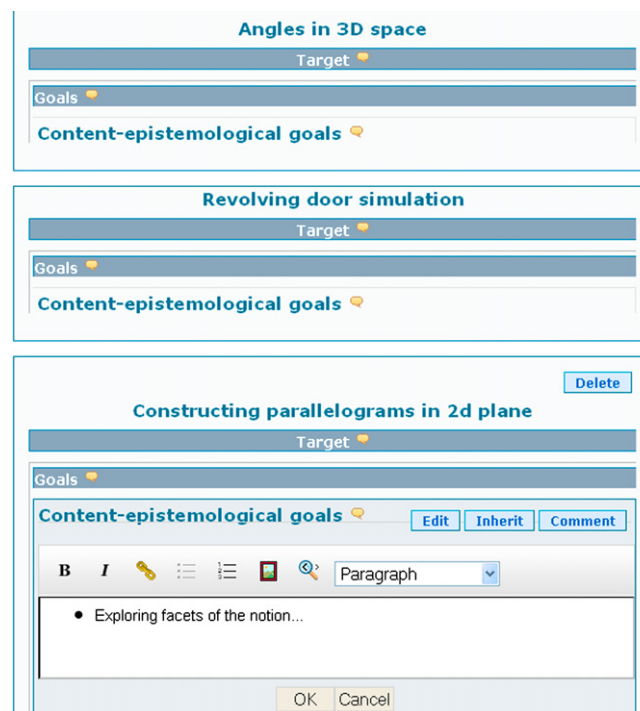 Angles in 3D space
Target
Goals
Content-epistemological goals
Revolving door simulation
Target
Goals
Content-epistemological goals
Delete
Constructing parallelograms in 2d plane
Target
Goals
Content-epistemological goals Edit Inherit Comment
B I Paragraph
• Exploring facets of the notion...
OK Cancel